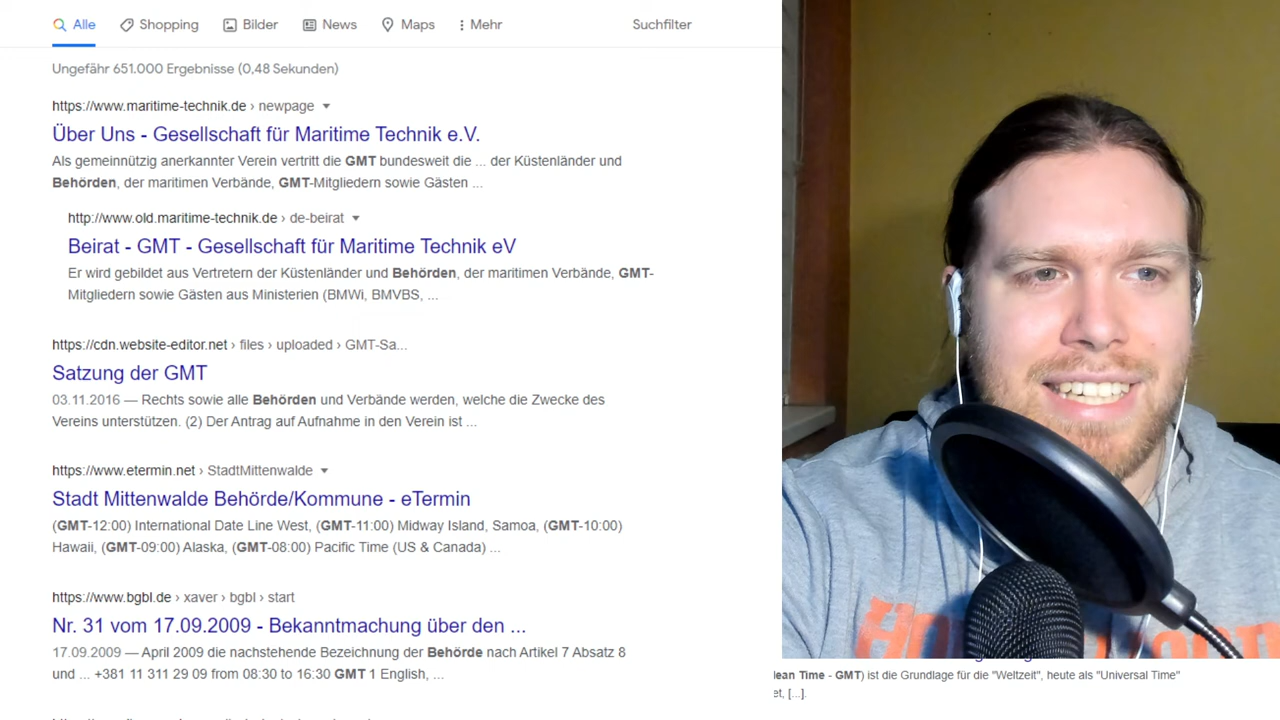 Alle Shopping Bilder News Maps Mehr Suchfilter
Ungefähr 651.000 Ergebnisse (0,48 Sekunden)
https://www.maritime-technik.de › newpage
Über Uns - Gesellschaft für Maritime Technik e.V.
Als gemeinnützig anerkannter Verein vertritt die GMT bundesweit die ... der Küstenländer und
Behörden, der maritimen Verbände, GMT-Mitgliedern sowie Gästen ...
http://www.old.maritime-technik.de › de-beirat
Beirat - GMT - Gesellschaft für Maritime Technik eV
Er wird gebildet aus Vertretern der Küstenländer und Behörden, der maritimen Verbände, GMT-
Mitgliedern sowie Gästen aus Ministerien (BMWi, BMVBS, ...
https://cdn.website-editor.net › files › uploaded › GMT-Sa...
Satzung der GMT
03.11.2016 — Rechts sowie alle Behörden und Verbände werden, welche die Zwecke des
Vereins unterstützen. (2) Der Antrag auf Aufnahme in den Verein ist ...
https://www.etermin.net › StadtMittenwalde
Stadt Mittenwalde Behörde/Kommune - eTermin
(GMT-12:00) International Date Line West, (GMT-11:00) Midway Island, Samoa, (GMT-10:00)
Hawaii, (GMT-09:00) Alaska, (GMT-08:00) Pacific Time (US & Canada) ...
https://www.bgbl.de › xaver › bgbl › start
Nr. 31 vom 17.09.2009 - Bekanntmachung über den ...
17.09.2009 — April 2009 die nachstehende Bezeichnung der Behörde nach Artikel 7 Absatz 8
und ... +381 11 311 29 09 from 08:30 to 16:30 GMT 1 English, ...
lean Time - GMT) ist die Grundlage für die "Weltzeit", heute als "Universal Time"
et, [...].